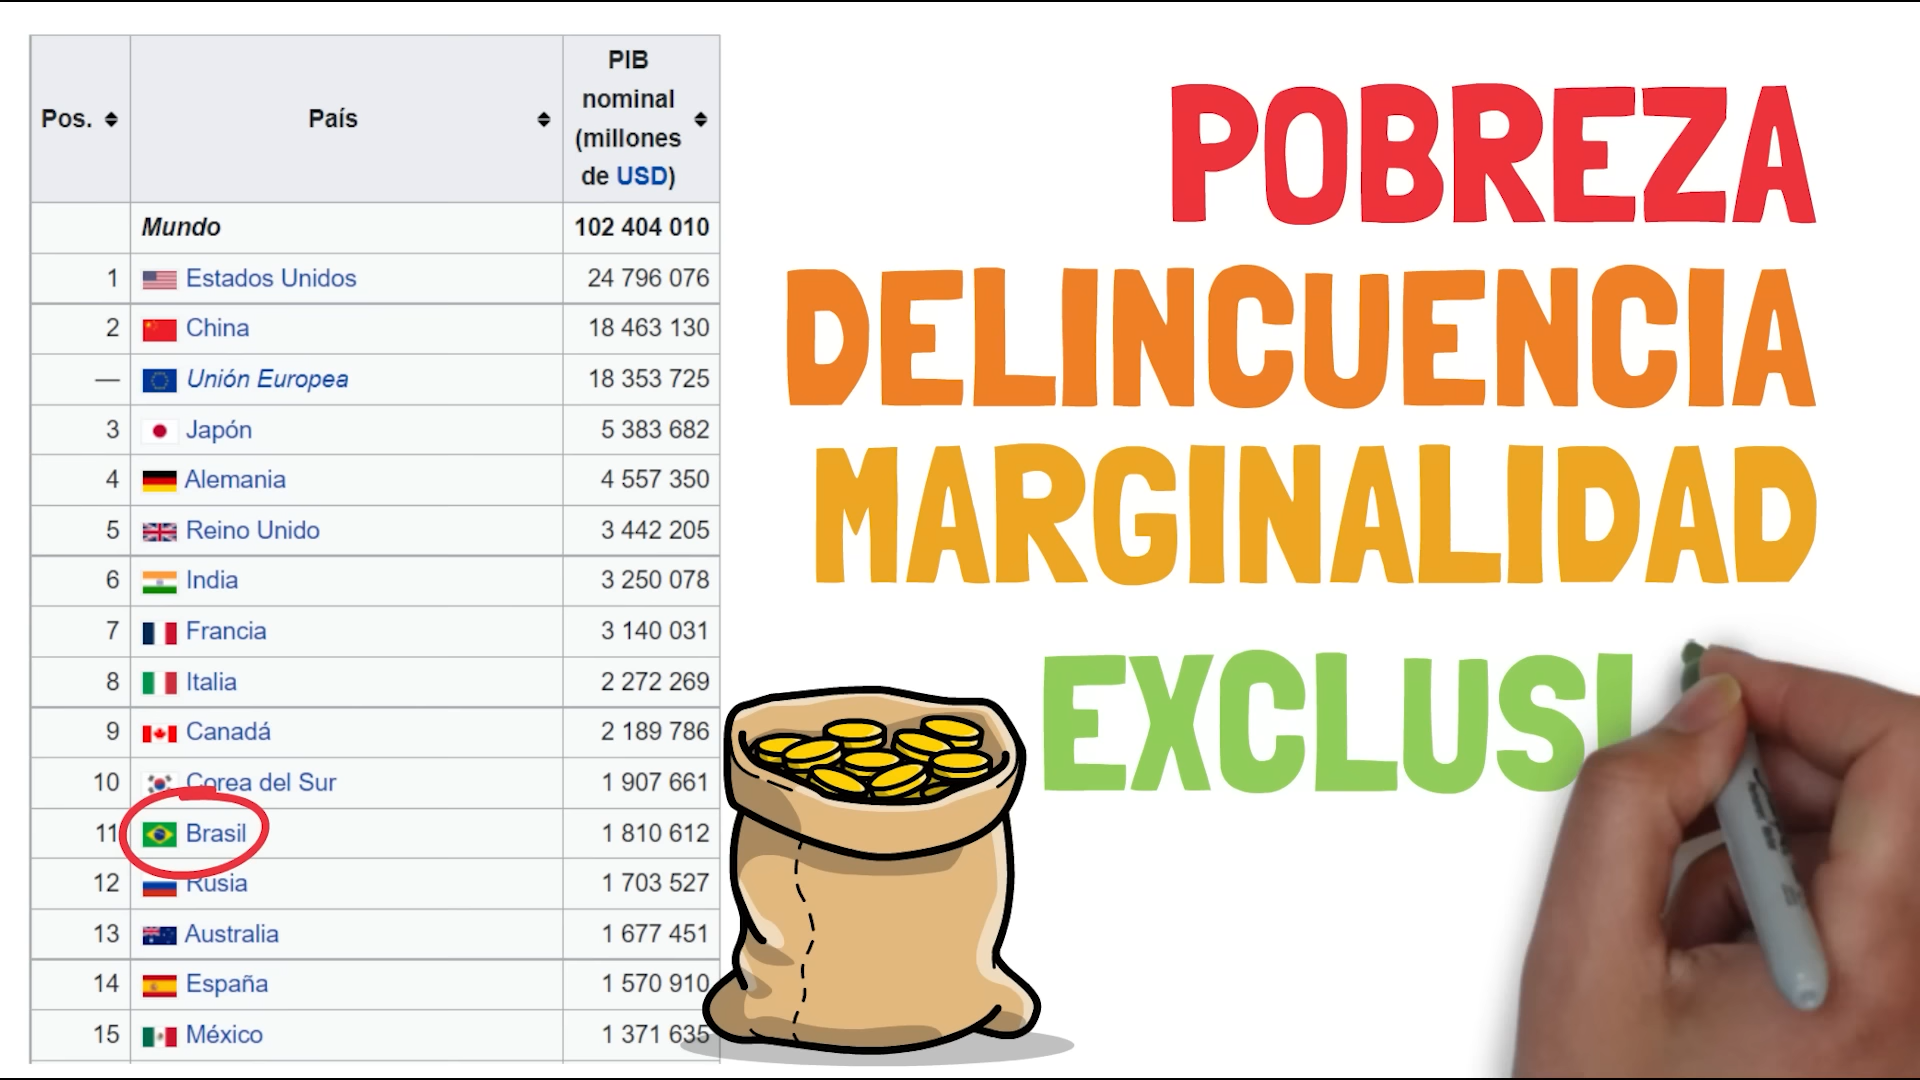 Pos.
País
PIB
nominal
(millones
de USD)
Mundo 102 404 010
1 Estados Unidos 24 796 076
2 China 18 463 130
— Unión Europea 18 353 725
3 Japón 5 383 682
4 Alemania 4 557 350
5 Reino Unido 3 442 205
6 India 3 250 078
7 Francia 3 140 031
8 Italia 2 272 269
9 Canadá 2 189 786
10 Corea del Sur 1 907 661
11 Brasil 1 810 612
12 Rusia 1 703 527
13 Australia 1 677 451
14 España 1 570 910
15 México 1 371 635
POBREZA
DELINCUENCIA
MARGINALIDAD
EXCLUSI